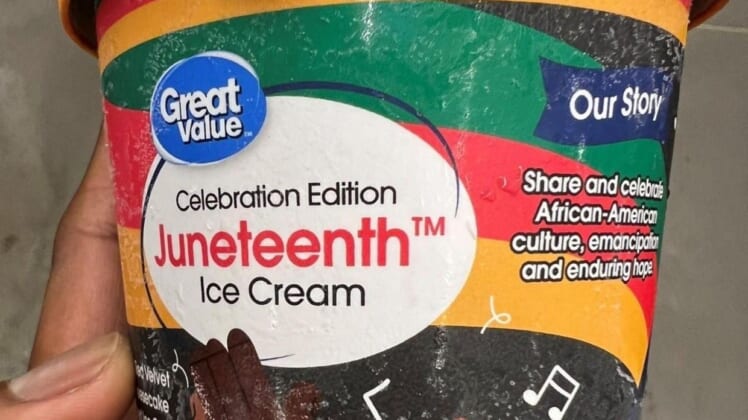 Great
Value
Celebration Edition
Juneteenth™
Ice Cream
Our Story
Share and celebrate
African-American
culture, emancipation
and enduring hope.
Velvet